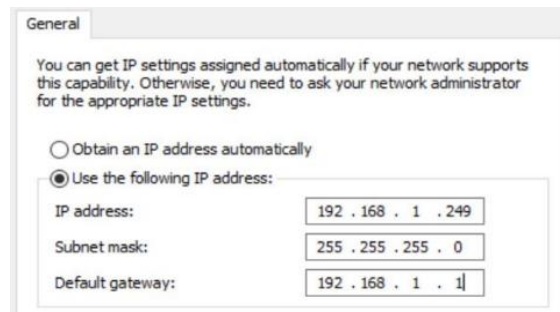 General
You can get IP settings assigned automatically if your network supports
this capability. Otherwise, you need to ask your network administrator
for the appropriate IP settings.
Obtain an IP address automatically
Use the following IP address:
IP address: 192 . 168 . 1 . 249
Subnet mask: 255 . 255 . 255 . 0
Default gateway: 192 . 168 . 1 . 1